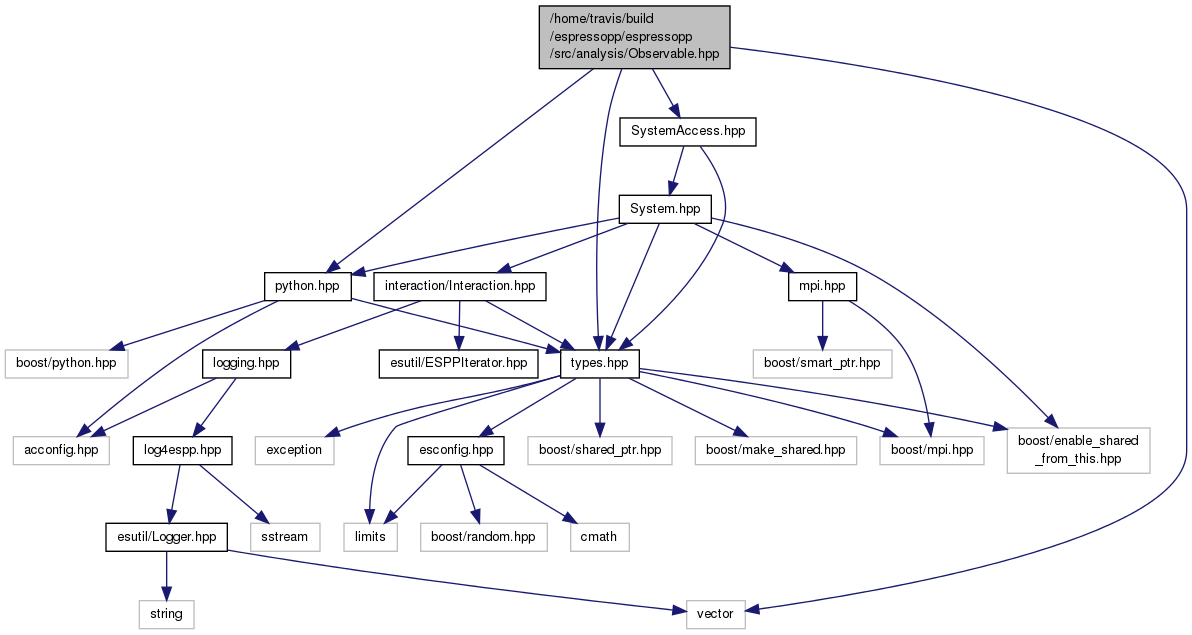 /home/travis/build
/espressopp/espressopp
/src/analysis/Observable.hpp
SystemAccess.hpp
System.hpp
python.hpp
interaction/Interaction.hpp
mpi.hpp
boost/python.hpp
logging.hpp
esutil/ESPPIterator.hpp
types.hpp
boost/smart_ptr.hpp
acconfig.hpp
log4espp.hpp
exception
esconfig.hpp
boost/shared_ptr.hpp
boost/make_shared.hpp
boost/mpi.hpp
boost/enable_shared
_from_this.hpp
esutil/Logger.hpp
sstream
limits
boost/random.hpp
cmath
string
vector